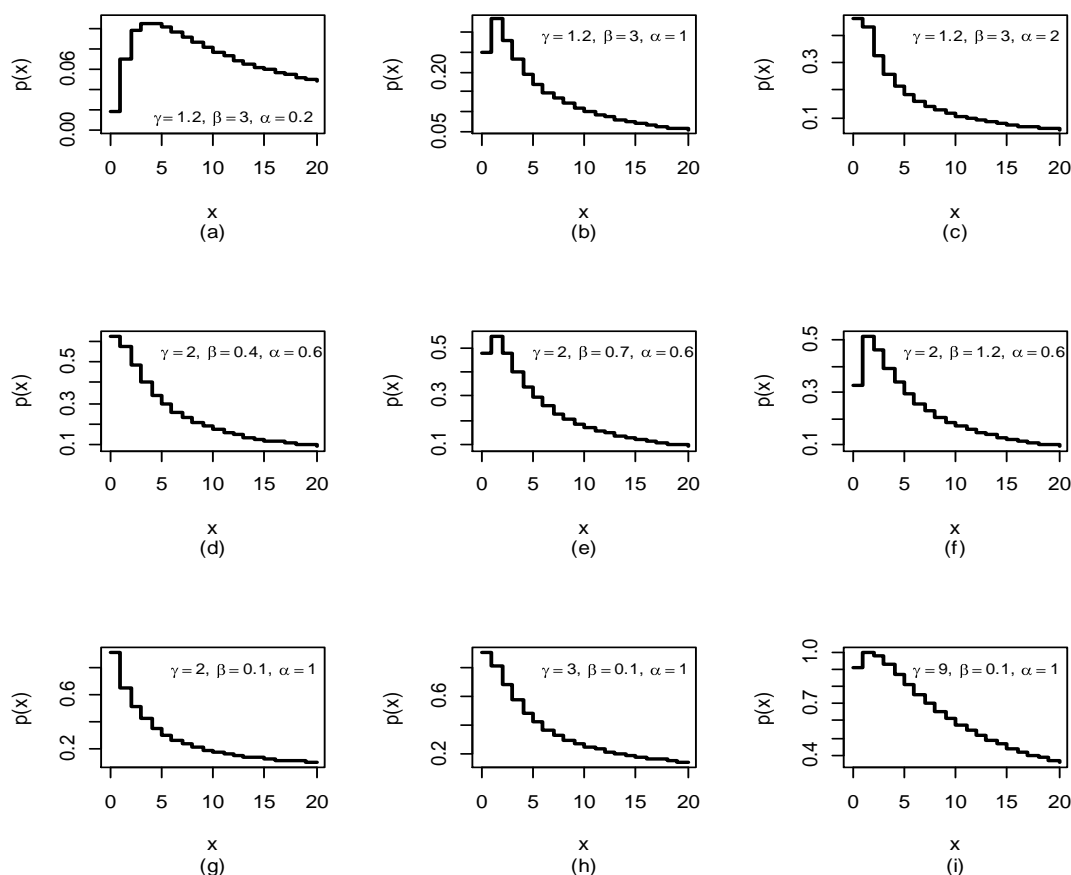 p(x)
0.00 0.06
γ=1.2, β=3, α=0.2
0 5 10 15 20
x
(a)
p(x)
0.05 0.20
γ=1.2, β=3, α=1
0 5 10 15 20
x
(b)
p(x)
0.1 0.3
γ=1.2, β=3, α=2
0 5 10 15 20
x
(c)
p(x)
0.1 0.3 0.5
γ=2, β=0.4, α=0.6
0 5 10 15 20
x
(d)
p(x)
0.1 0.3 0.5
γ=2, β=0.7, α=0.6
0 5 10 15 20
x
(e)
p(x)
0.1 0.3 0.5
γ=2, β=1.2, α=0.6
0 5 10 15 20
x
(f)
p(x)
0.2 0.6
γ=2, β=0.1, α=1
0 5 10 15 20
x
(g)
p(x)
0.2 0.6
γ=3, β=0.1, α=1
0 5 10 15 20
x
(h)
p(x)
0.4 0.7 1.0
γ=9, β=0.1, α=1
0 5 10 15 20
x
(i)